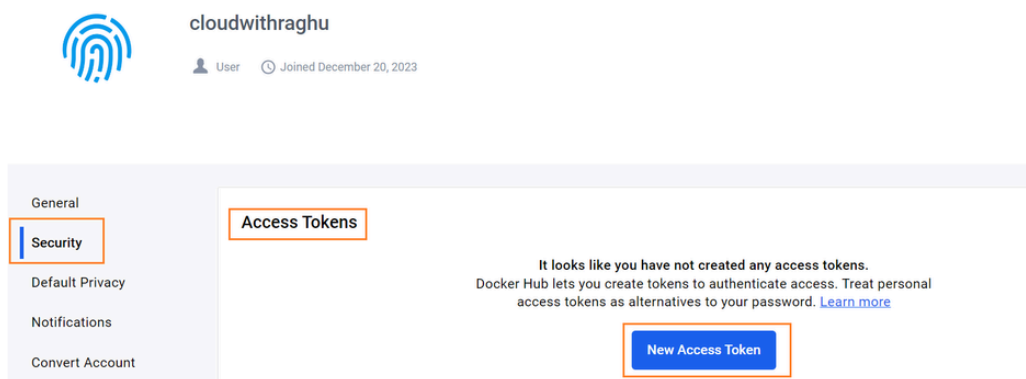 cloudwithraghu
User Joined December 20, 2023
General
Security
Default Privacy
Notifications
Convert Account
Access Tokens
It looks like you have not created any access tokens.
Docker Hub lets you create tokens to authenticate access. Treat personal
access tokens as alternatives to your password. Learn more
New Access Token